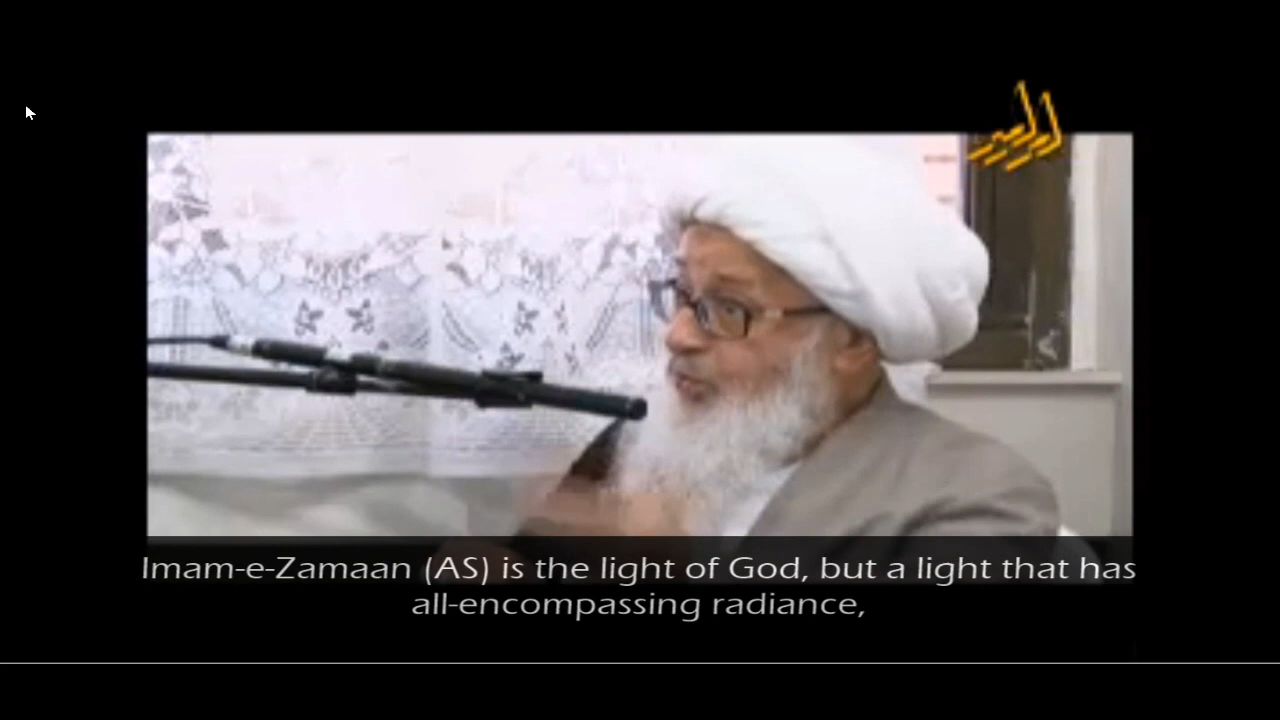 Imam-e-Zamaan (AS) is the light of God, but a light that has
all-encompassing radiance,